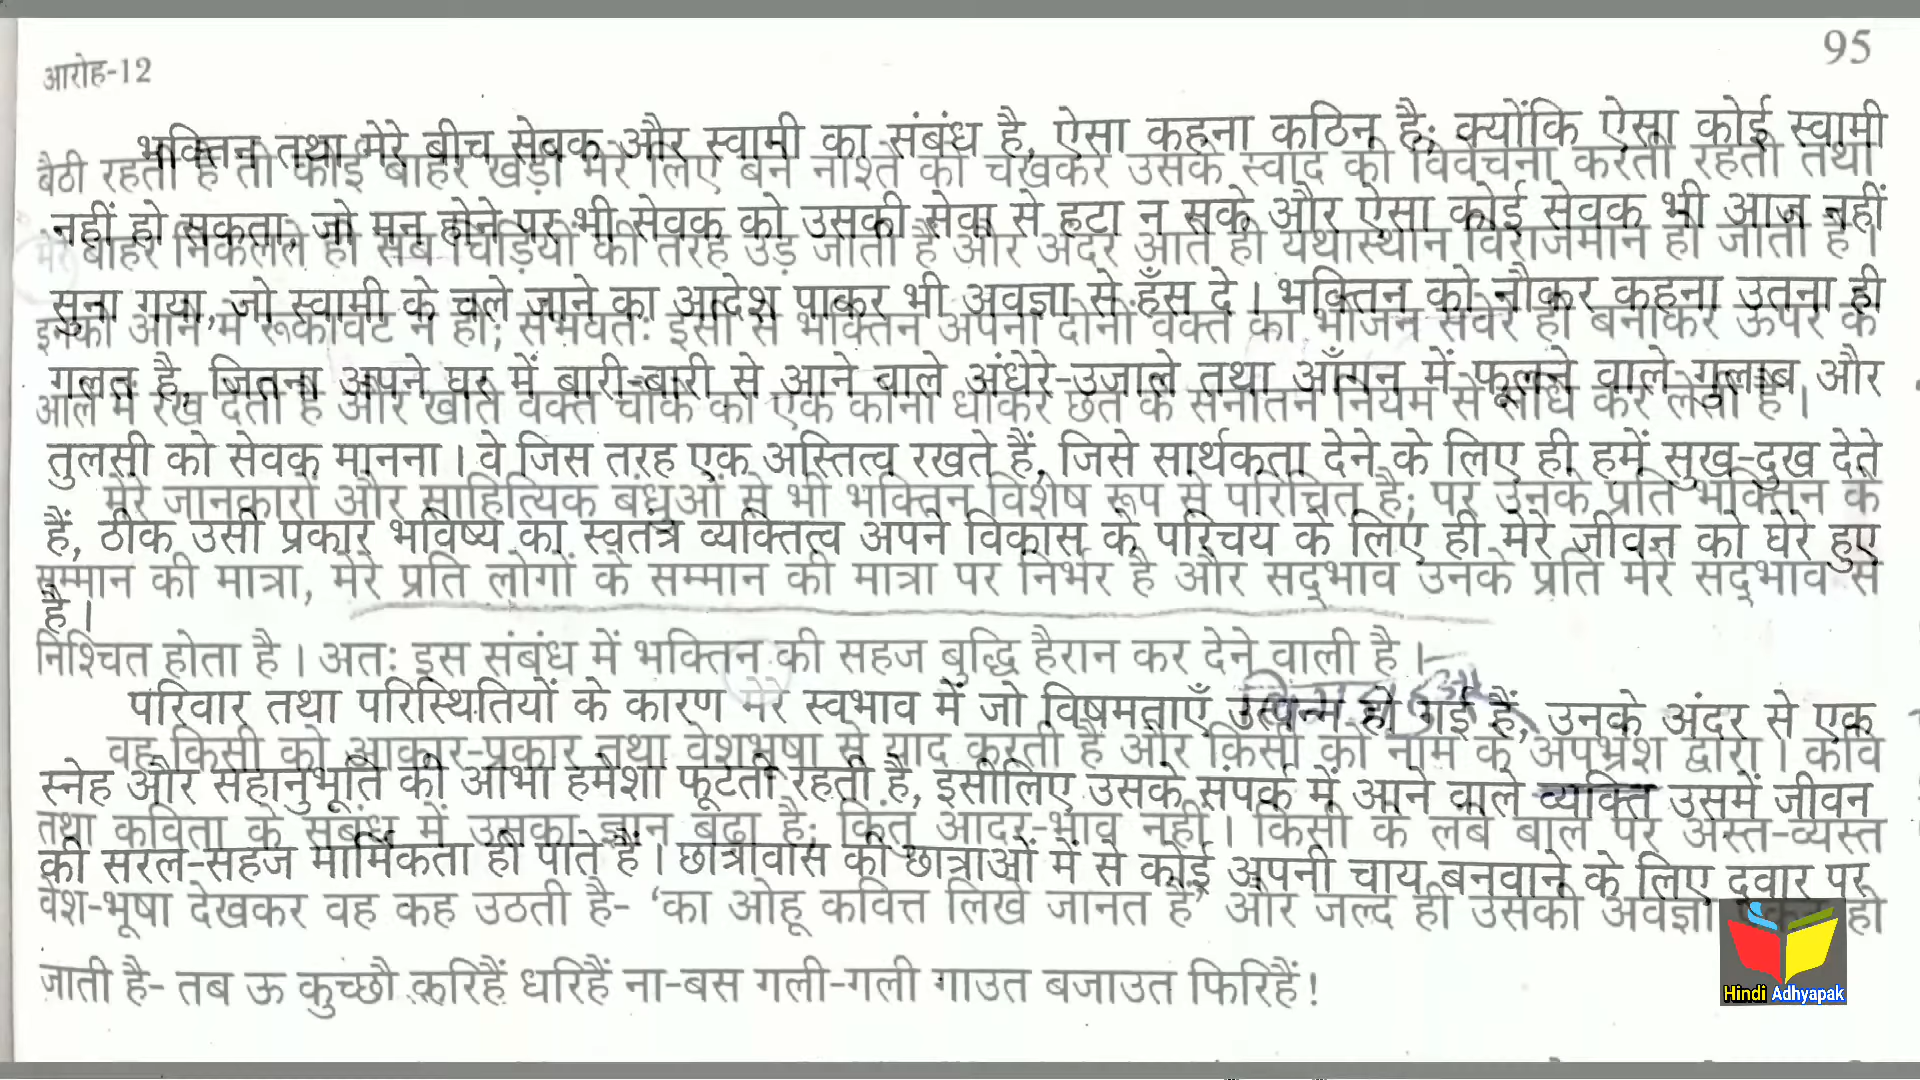 आरोह-12
95
भक्तिन तथा मेरे बीच सेवक और स्वामी का संबंध है, ऐसा कहना कठिन है; क्योंकि ऐसा कोई स्वामी
बैठी रहती है तो कोई बाहर खड़ी मेरे लिए बने नाश्ते को चखकर उसके स्वाद की विवेचना करती रहती तथा
नहीं हो सकता, जो मन होने पर भी सेवक को उसकी सेवा से हटा न सके और ऐसा कोई सेवक भी आज नहीं
मेरे बाहर निकलते ही सब चिड़ियों की तरह उड़ जाती हैं और अंदर आते ही यथास्थान विराजमान हो जाती हैं।
सुना गया, जो स्वामी के चले जाने का आदेश पाकर भी अवज्ञा से हँस दे। भक्तिन को नौकर कहना उतना ही
इनको आने में रूकावट न हो; संभवतः इसी से भक्तिन अपना दोनों वक्त का भोजन सवेरे ही बनाकर ऊपर के
गलत है, जितना अपने घर में बारी-बारी से आने वाले अंधेरे-उजाले तथा आँगन में फूलने वाले गुलाब और
आले में रख देती है और खाते वक्त चौके का एक कोना धोकर छूत के सनातन नियम से
तुलसी को सेवक मानना। वे जिस तरह एक अस्तित्व रखते हैं, जिसे सार्थकता देने के लिए ही हमें सुख-दुख देते
मेरे जानकारों और साहित्यिक बंधुओं से भी भक्तिन विशेष रूप से परिचित है; पर उनके प्रति भक्तिन के
हैं, ठीक उसी प्रकार भविष्य का स्वतंत्र व्यक्तित्व अपने विकास के परिचय के लिए ही मेरे जीवन को घेरे हुए
सम्मान की मात्रा, मेरे प्रति लोगों के सम्मान की मात्रा पर निर्भर है और सद्भाव उनके प्रति मेरे सद्भाव से
है।
निश्चित होता है। अतः इस संबंध में भक्तिन की सहज बुद्धि हैरान कर देने वाली है।
परिवार तथा परिस्थितियों के कारण मेरे स्वभाव में जो विषमताएँ उत्पन्न हो गई हैं, उनके अंदर से एक
वह किसी को आकार-प्रकार तथा वेशभूषा से याद करती है और किसी को नाम के अपभ्रंश द्वारा। कवि
स्नेह और सहानुभूति की आभा हमेशा फूटती रहती है, इसीलिए उसके संपर्क में आने वाले व्यक्ति उसमें जीवन
तथा कविता के संबंध में उसका ज्ञान बढ़ा है; किंतु आदर-भाव नहीं। किसी के लंबे बाल पर अस्त-व्यस्त
की सरल-सहज मार्मिकता ही पाते हैं। छात्रावास की छात्राओं में से कोई अपनी चाय बनवाने के लिए द्वार पर
वेश-भूषा देखकर वह कह उठती है- ‘का ओहू कवित्त लिखे जानत हैं’ और जल्द ही उसकी अवज्ञा हो
जाती है- तब ऊ कुच्छौ करिहैं धरिहैं ना-बस गली-गली गाउत बजाउत फिरिहैं!
Hindi Adhyapak